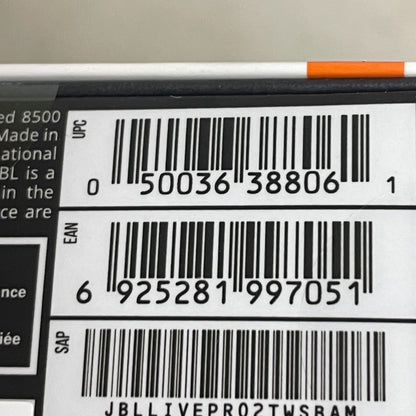 ed 8500
Made in
ational
BL is a
in the
ce are
UPC
0 50036 38806 1
EAN
6 925281 997051
nce
iée
SAP
JBLLIVEPRO2TWSBAM